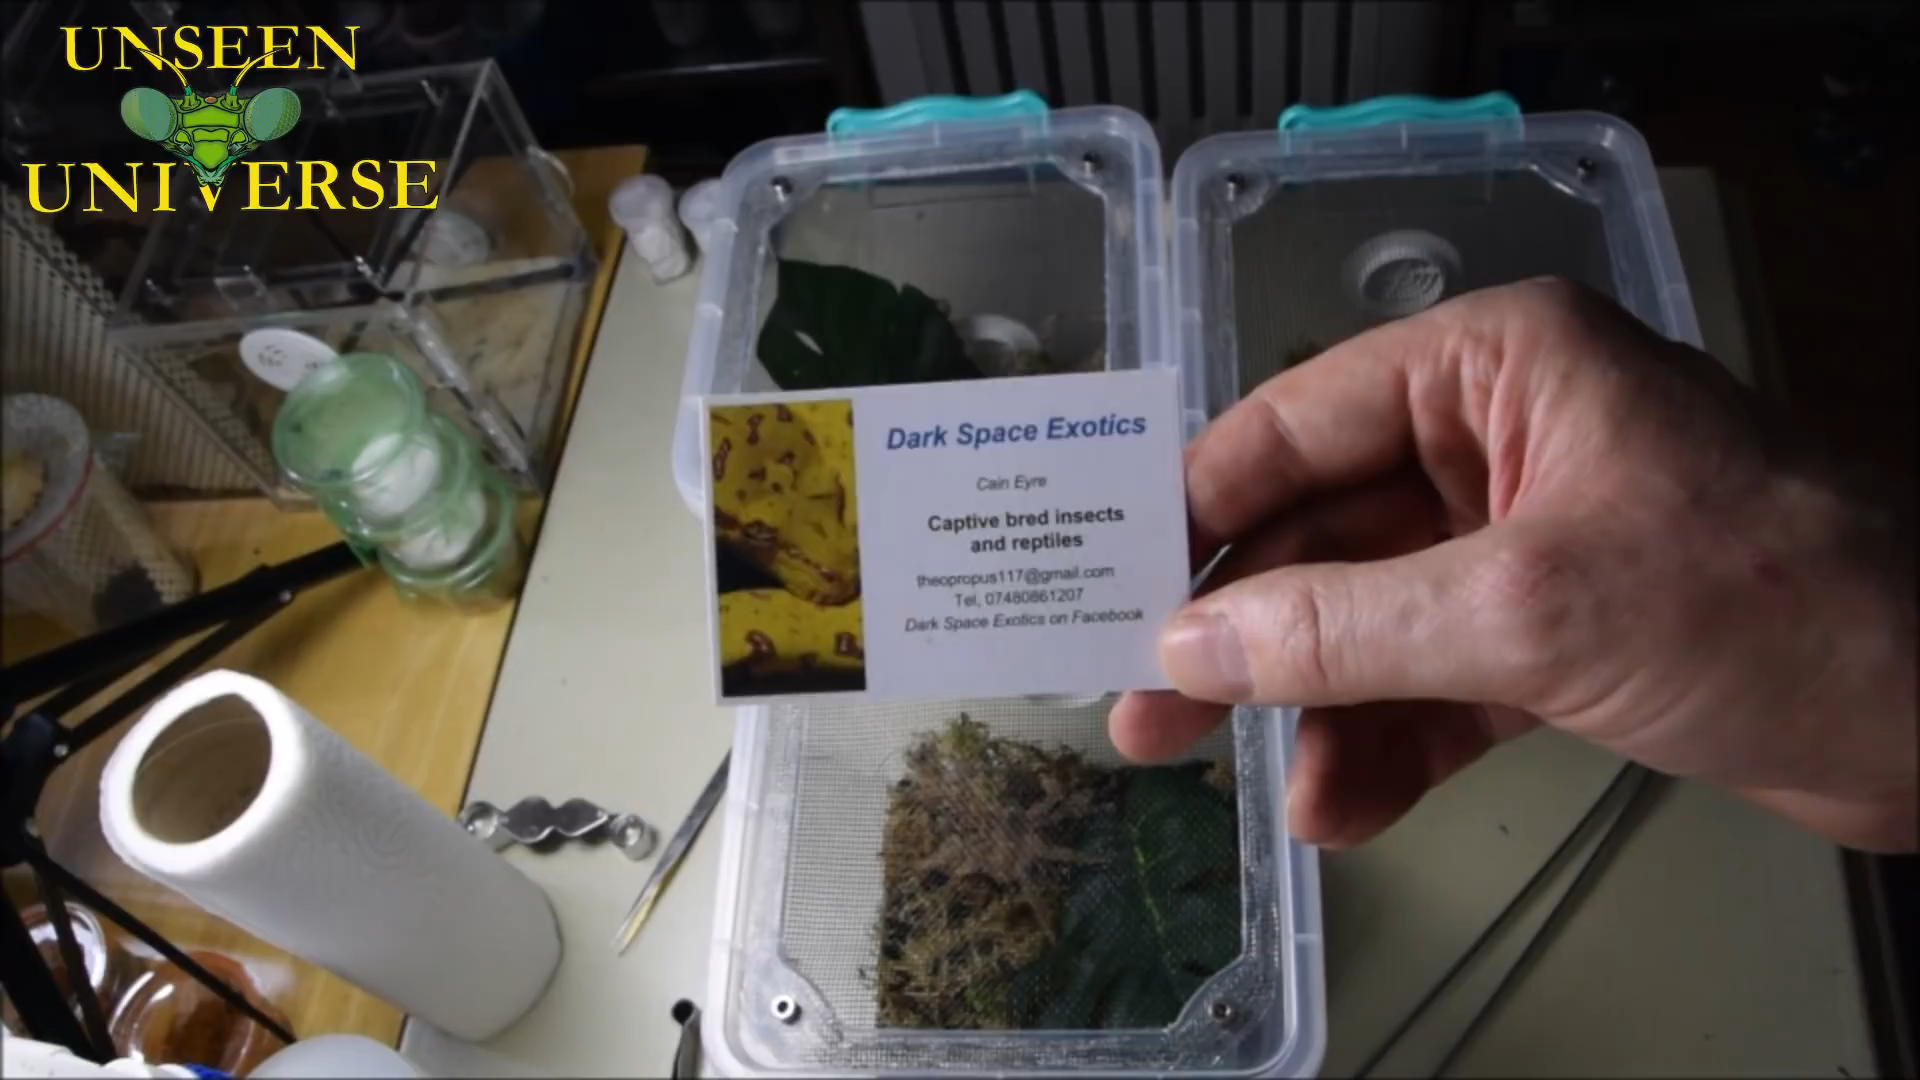 UNSEEN
UNIVERSE
Dark Space Exotics
Cain Eyre
Captive bred insects
and reptiles
theopropus117@gmail.com
Tel, 07480861207
Dark Space Exotics on Facebook